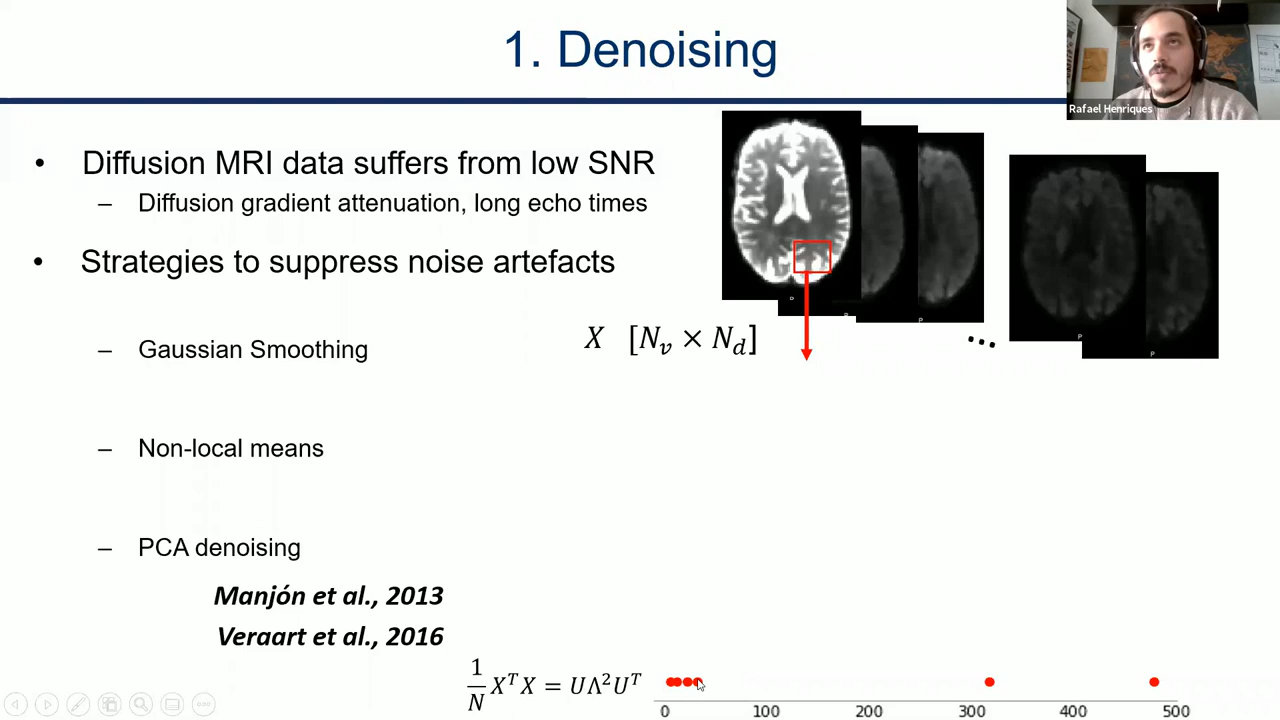 1. Denoising
Rafael Henriques
• Diffusion MRI data suffers from low SNR
– Diffusion gradient attenuation, long echo times
• Strategies to suppress noise artefacts
– Gaussian Smoothing
X [N_v × N_d]
...
– Non-local means
– PCA denoising
Manjón et al., 2013
Veraart et al., 2016
1/N X^T X = UΛ²U^T
0 100 200 300 400 500